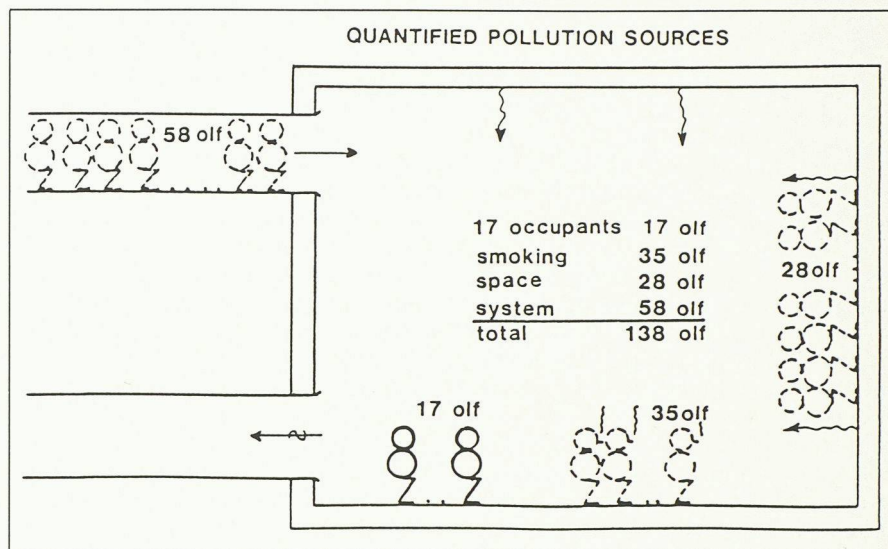 QUANTIFIED POLLUTION SOURCES
58 olf
17 occupants 17 olf
smoking 35 olf
space 28 olf
system 58 olf
total 138 olf
28olf
17 olf
35olf